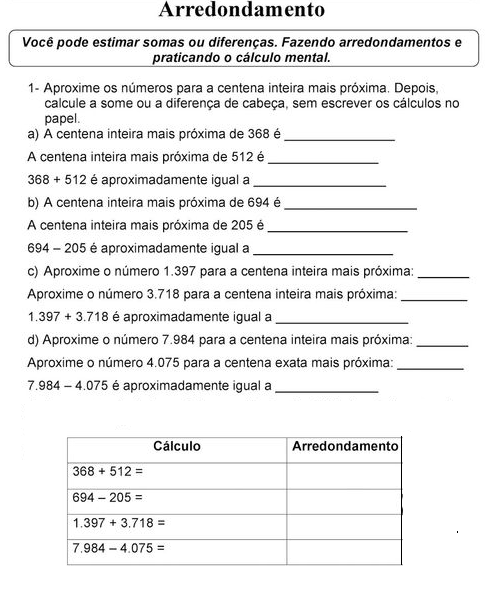 Arredondamento
Você pode estimar somas ou diferenças. Fazendo arredondamentos e
praticando o cálculo mental.
1- Aproxime os números para a centena inteira mais próxima. Depois,
calcule a some ou a diferença de cabeça, sem escrever os cálculos no
papel.
a) A centena inteira mais próxima de 368 é _______________
A centena inteira mais próxima de 512 é _______________
368 + 512 é aproximadamente igual a __________________
b) A centena inteira mais próxima de 694 é __________________
A centena inteira mais próxima de 205 é ___________________
694 – 205 é aproximadamente igual a ___________________
c) Aproxime o número 1.397 para a centena inteira mais próxima: _______
Aproxime o número 3.718 para a centena inteira mais próxima: _________
1.397 + 3.718 é aproximadamente igual a __________________
d) Aproxime o número 7.984 para a centena inteira mais próxima: _______
Aproxime o número 4.075 para a centena exata mais próxima: _________
7.984 – 4.075 é aproximadamente igual a ______________
Cálculo Arredondamento
368 + 512 =
694 – 205 =
1.397 + 3.718 =
7.984 – 4.075 =